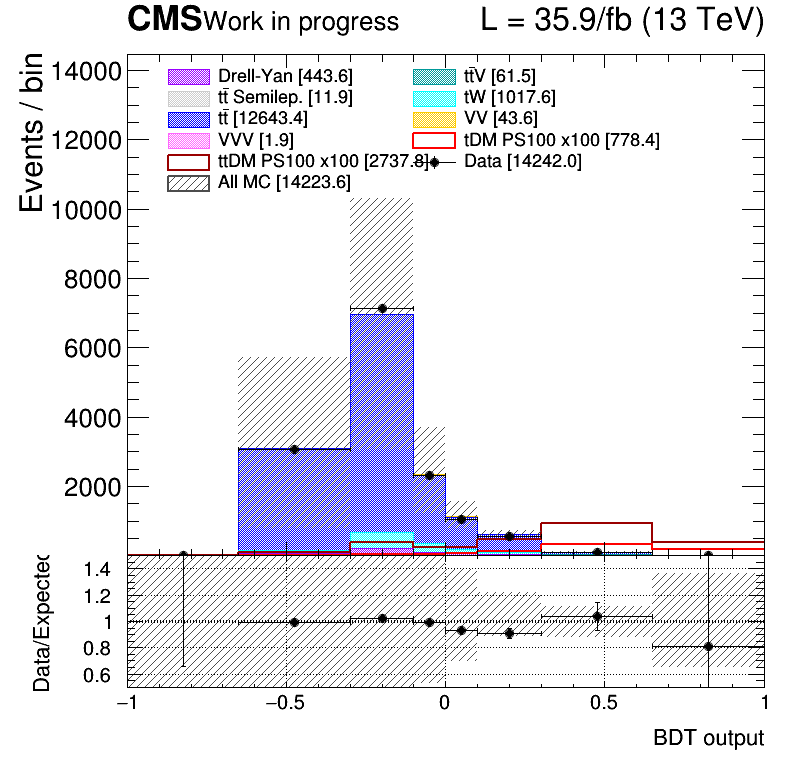 CMS Work in progress L = 35.9/fb (13 TeV)
Events / bin
14000
12000
10000
8000
6000
4000
2000
Drell-Yan [443.6]
tt̄ Semilep. [11.9]
tt̄ [12643.4]
VVV [1.9]
ttDM PS100 x100 [2737.8]
All MC [14223.6]
tt̄V [61.5]
tW [1017.6]
VV [43.6]
tDM PS100 x100 [778.4]
Data [14242.0]
Data/Expected
1.4
1.2
1
0.8
0.6
−1 −0.5 0 0.5 1
BDT output